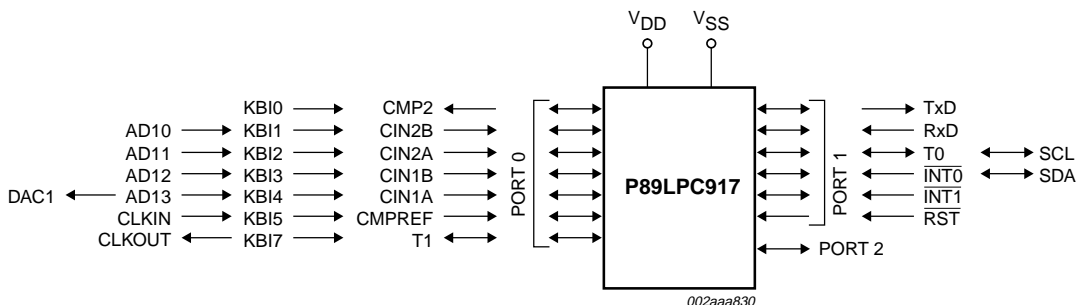 VDD VSS
KBI0 CMP2 TxD
AD10 KBI1 CIN2B RxD
AD11 KBI2 CIN2A T0 SCL
AD12 KBI3 CIN1B INT0 SDA
DAC1 AD13 KBI4 CIN1A INT1
CLKIN KBI5 CMPREF RST
CLKOUT KBI7 T1
PORT 0
P89LPC917
PORT 1
PORT 2
002aaa830